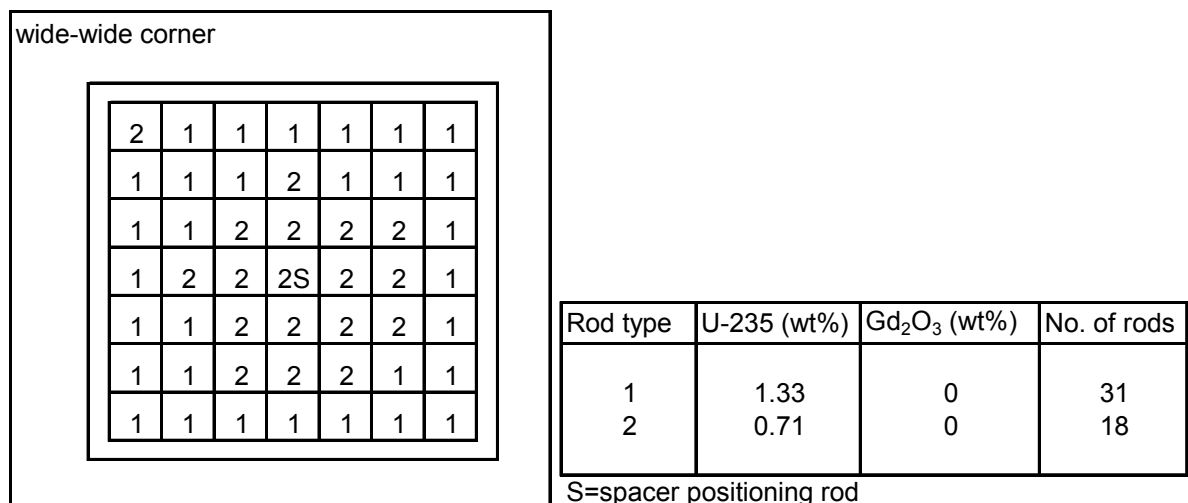 wide-wide corner
2 1 1 1 1 1 1
1 1 1 2 1 1 1
1 1 2 2 2 2 1
1 2 2 2S 2 2 1
1 1 2 2 2 2 1
1 1 2 2 2 1 1
1 1 1 1 1 1 1
Rod type U-235 (wt%) Gd₂O₃ (wt%) No. of rods
1 1.33 0 31
2 0.71 0 18
S=spacer positioning rod